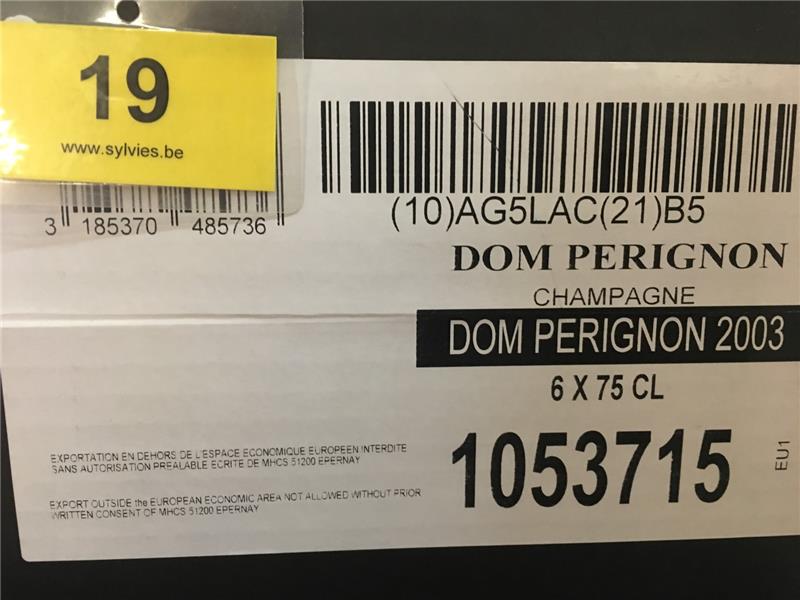 19
www.sylvies.be
3 185370 485736
(10)AG5LAC(21)B5
DOM PERIGNON
CHAMPAGNE
DOM PERIGNON 2003
6 X 75 CL
1053715
EU1
EXPORTATION EN DEHORS DE L'ESPACE ECONOMIQUE EUROPEEN INTERDITE
SANS AUTORISATION PREALABLE ECRITE DE MHCS 51200 EPERNAY
EXPORT OUTSIDE the EUROPEAN ECONOMIC AREA NOT ALLOWED WITHOUT PRIOR
WRITTEN CONSENT OF MHCS 51200 EPERNAY